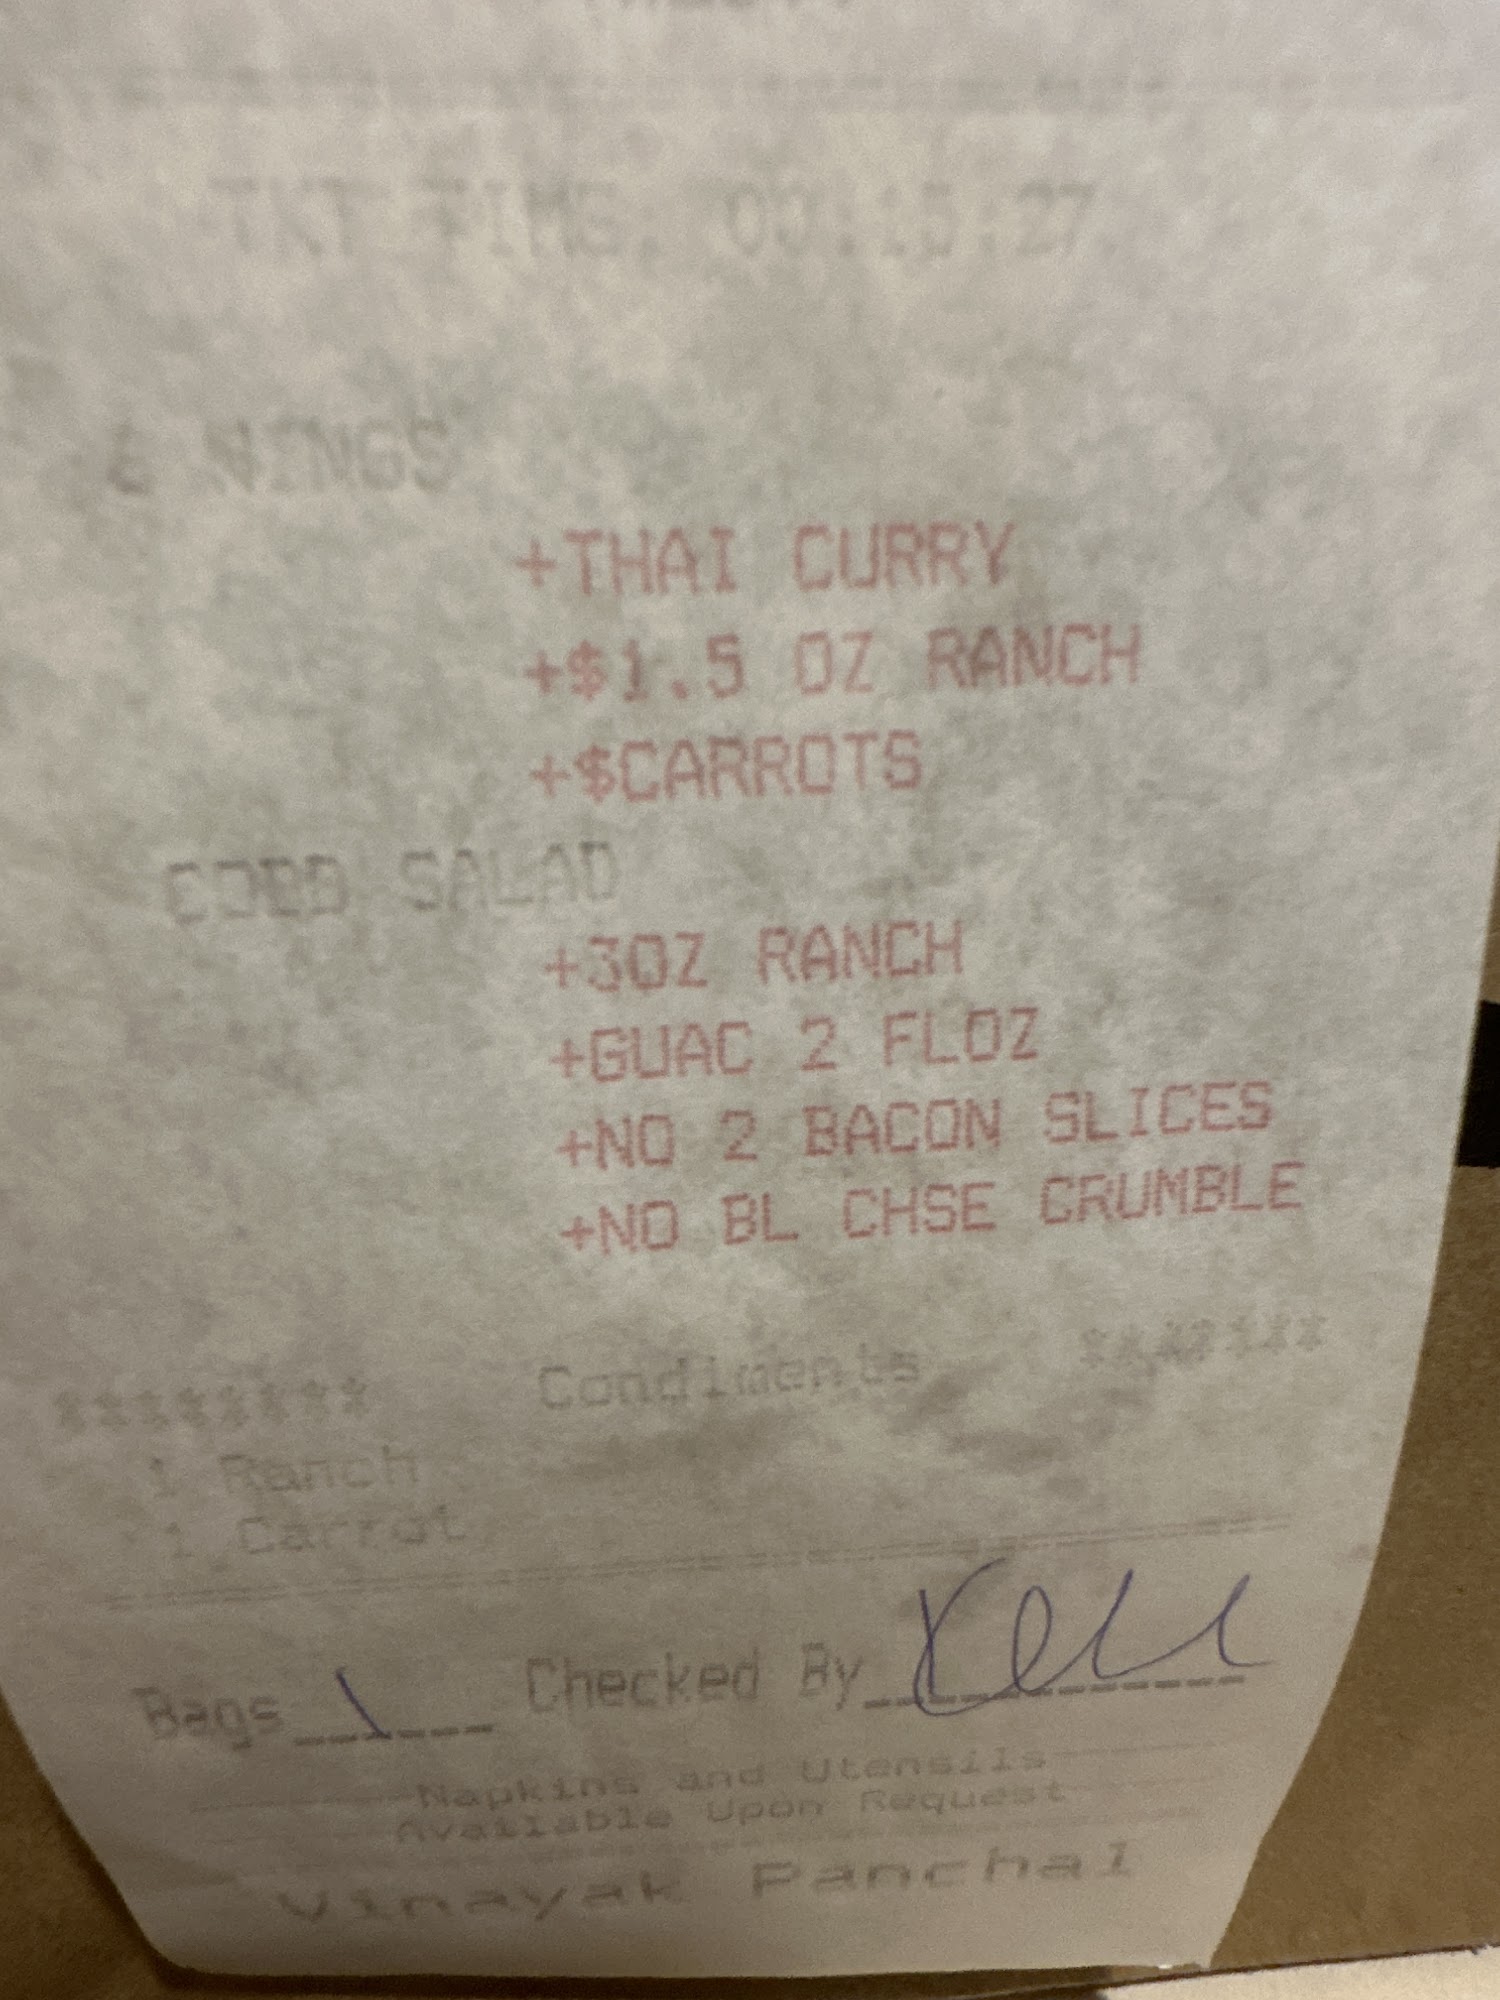 TKT TIME: 00:15:27
6 WINGS
+THAI CURRY
+$1.5 OZ RANCH
+$CARROTS
COBB SALAD
+3OZ RANCH
+GUAC 2 FLOZ
+NO 2 BACON SLICES
+NO BL CHSE CRUMBLE
******** Condiments *******
1 Ranch
1 Carrot
Bags 1 Checked By
Napkins and Utensils
Available Upon Request
Vinayak Panchal